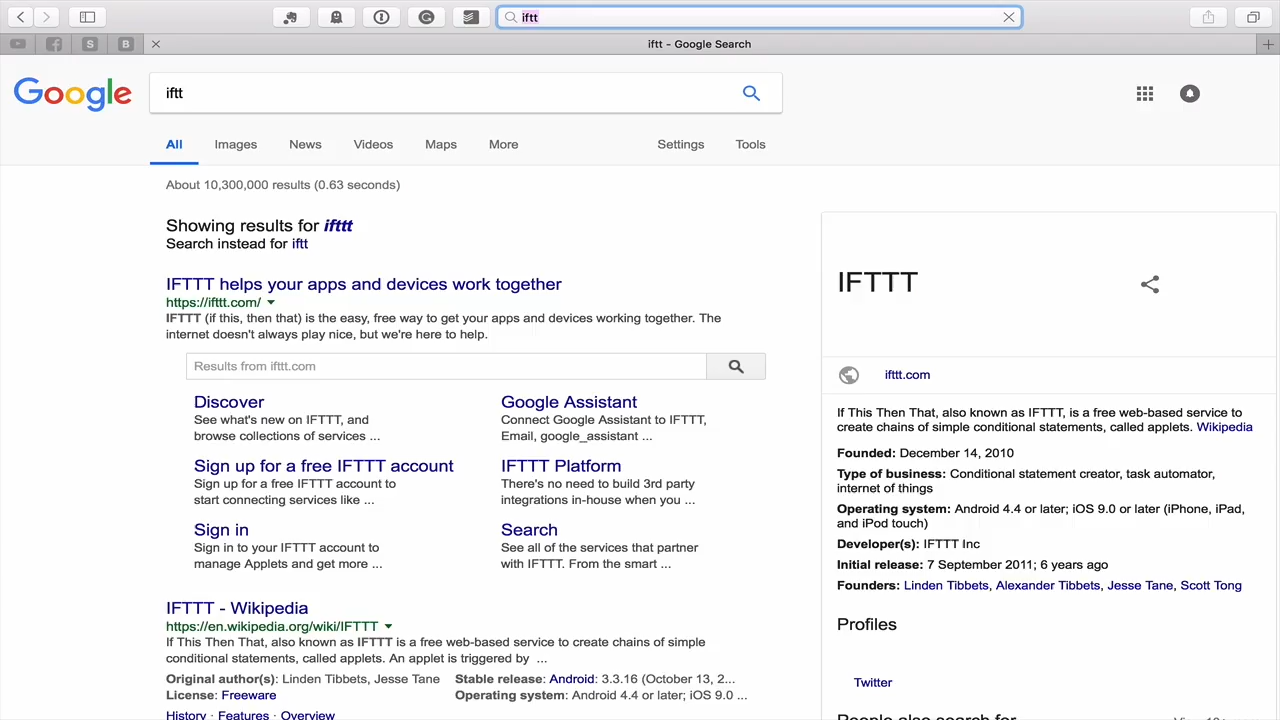 iftt
S
B
iftt - Google Search
Google
iftt
All Images News Videos Maps More Settings Tools
About 10,300,000 results (0.63 seconds)
Showing results for ifttt
Search instead for iftt
IFTTT helps your apps and devices work together
https://ifttt.com/
IFTTT (if this, then that) is the easy, free way to get your apps and devices working together. The
internet doesn't always play nice, but we're here to help.
Results from ifttt.com
Discover
See what's new on IFTTT, and
browse collections of services ...
Google Assistant
Connect Google Assistant to IFTTT,
Email, google_assistant ...
Sign up for a free IFTTT account
Sign up for a free IFTTT account to
start connecting services like ...
IFTTT Platform
There's no need to build 3rd party
integrations in-house when you ...
Sign in
Sign in to your IFTTT account to
manage Applets and get more ...
Search
See all of the services that partner
with IFTTT. From the smart ...
IFTTT - Wikipedia
https://en.wikipedia.org/wiki/IFTTT
If This Then That, also known as IFTTT is a free web-based service to create chains of simple
conditional statements, called applets. An applet is triggered by ...
Original author(s): Linden Tibbets, Jesse Tane Stable release: Android: 3.3.16 (October 13, 2...
License: Freeware Operating system: Android 4.4 or later; iOS 9.0 ...
History · Features · Overview
IFTTT
ifttt.com
If This Then That, also known as IFTTT, is a free web-based service to
create chains of simple conditional statements, called applets. Wikipedia
Founded: December 14, 2010
Type of business: Conditional statement creator, task automator,
internet of things
Operating system: Android 4.4 or later; iOS 9.0 or later (iPhone, iPad,
and iPod touch)
Developer(s): IFTTT Inc
Initial release: 7 September 2011; 6 years ago
Founders: Linden Tibbets, Alexander Tibbets, Jesse Tane, Scott Tong
Profiles
Twitter
People also search for